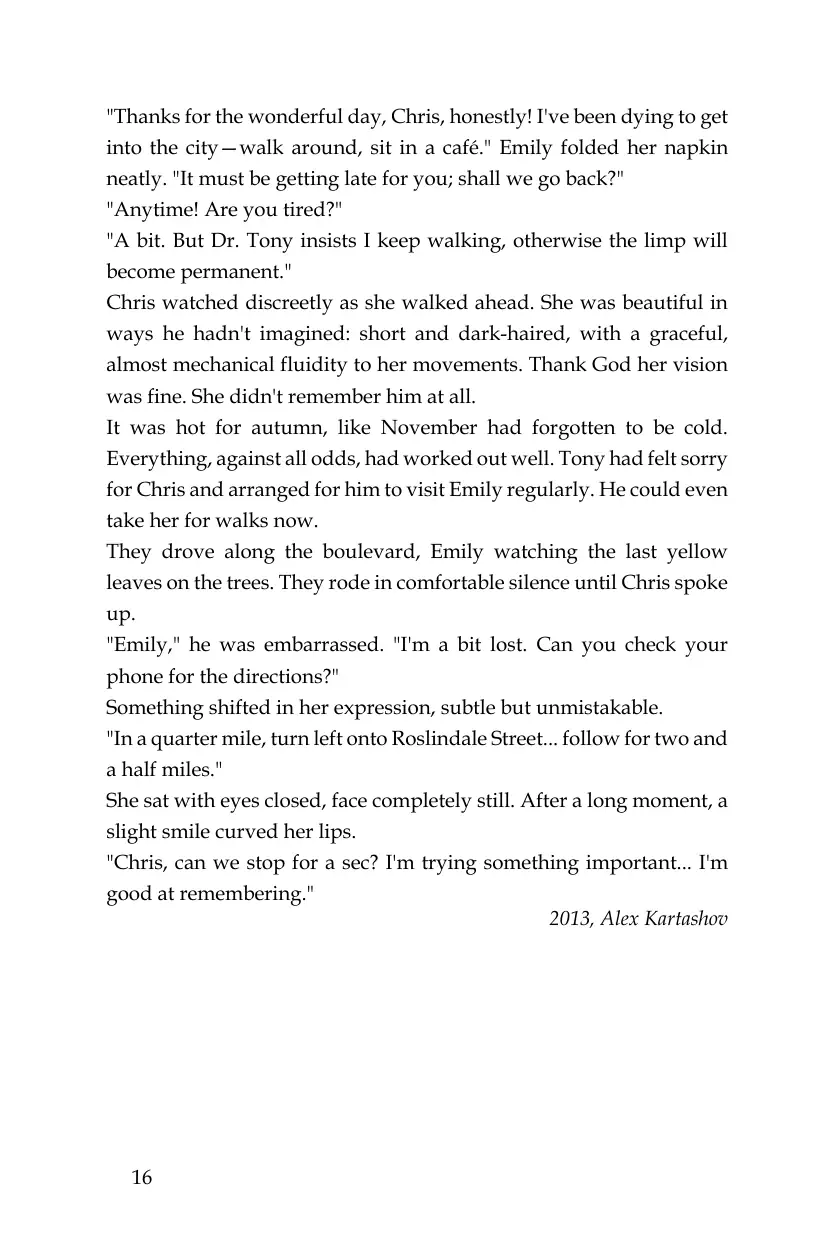 "Thanks for the wonderful day, Chris, honestly! I've been dying to get
into the city—walk around, sit in a café." Emily folded her napkin
neatly. "It must be getting late for you; shall we go back?"
"Anytime! Are you tired?"
"A bit. But Dr. Tony insists I keep walking, otherwise the limp will
become permanent."
Chris watched discreetly as she walked ahead. She was beautiful in
ways he hadn't imagined: short and dark-haired, with a graceful,
almost mechanical fluidity to her movements. Thank God her vision
was fine. She didn't remember him at all.
It was hot for autumn, like November had forgotten to be cold.
Everything, against all odds, had worked out well. Tony had felt sorry
for Chris and arranged for him to visit Emily regularly. He could even
take her for walks now.
They drove along the boulevard, Emily watching the last yellow
leaves on the trees. They rode in comfortable silence until Chris spoke
up.
"Emily," he was embarrassed. "I'm a bit lost. Can you check your
phone for the directions?"
Something shifted in her expression, subtle but unmistakable.
"In a quarter mile, turn left onto Roslindale Street... follow for two and
a half miles."
She sat with eyes closed, face completely still. After a long moment, a
slight smile curved her lips.
"Chris, can we stop for a sec? I'm trying something important... I'm
good at remembering."
2013, Alex Kartashov
16